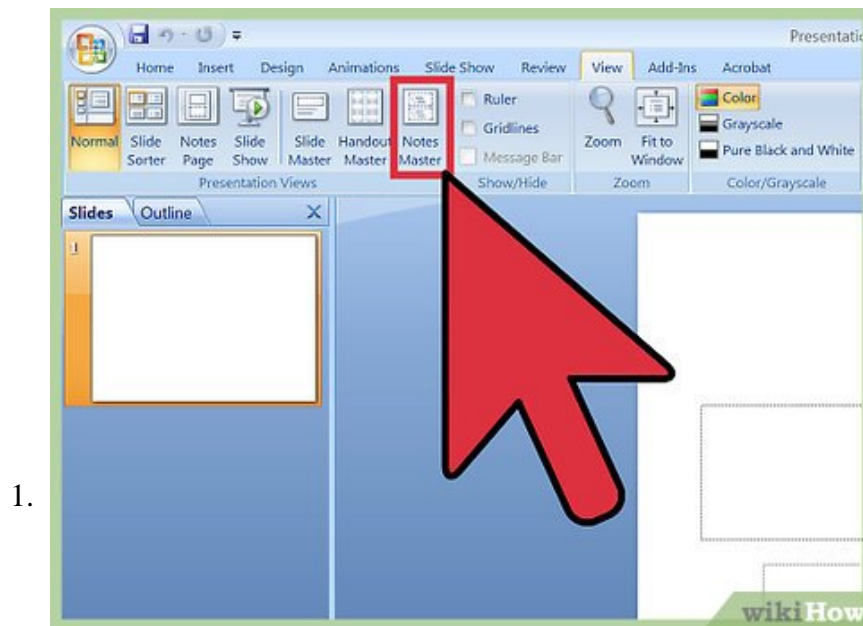 Presentatio
Home Insert Design Animations Slide Show Review View Add-Ins Acrobat
Normal Slide Sorter Notes Page Slide Show Slide Master Handout Master Notes Master
Ruler
Gridlines
Message Bar
Zoom Fit to Window
Color
Grayscale
Pure Black and White
Presentation Views Show/Hide Zoom Color/Grayscale
Slides Outline X
1
1.
wikiHow